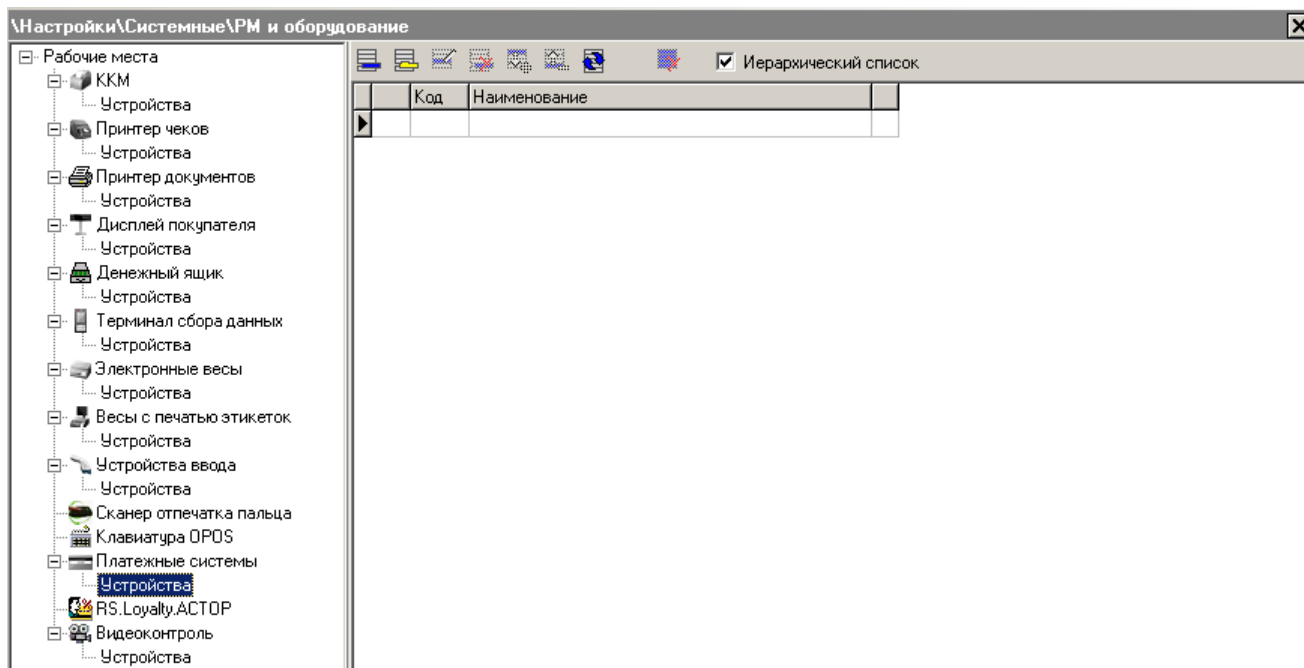 \Настройки\Системные\РМ и оборудование
Рабочие места
ККМ
Устройства
Принтер чеков
Устройства
Принтер документов
Устройства
Дисплей покупателя
Устройства
Денежный ящик
Устройства
Терминал сбора данных
Устройства
Электронные весы
Устройства
Весы с печатью этикеток
Устройства
Устройства ввода
Устройства
Сканер отпечатка пальца
Клавиатура OPOS
Платежные системы
Устройства
RS.Loyalty.АСТОР
Видеоконтроль
Устройства
Иерархический список
Код Наименование